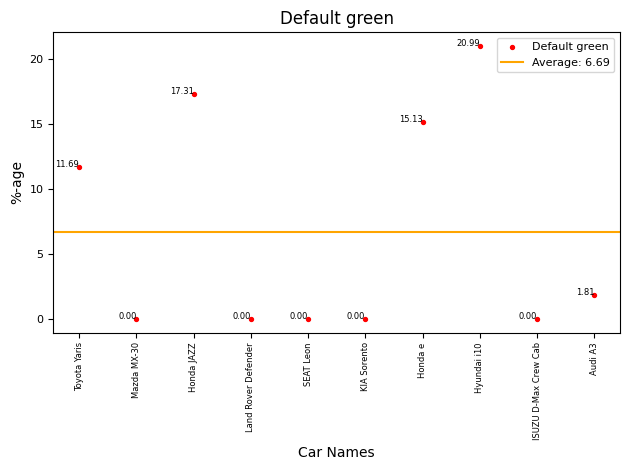 Default green
20.99
Default green
Average: 6.69
20
17.31
15
15.13
11.69
10
5
1.81
0
0.00
0.00
0.00
0.00
0.00
%-age
Toyota Yaris
Mazda MX-30
Honda JAZZ
Land Rover Defender
SEAT Leon
KIA Sorento
Honda e
Hyundai i10
ISUZU D-Max Crew Cab
Audi A3
Car Names